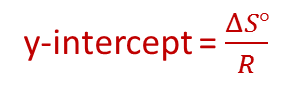 y-intercept = ΔS°/R